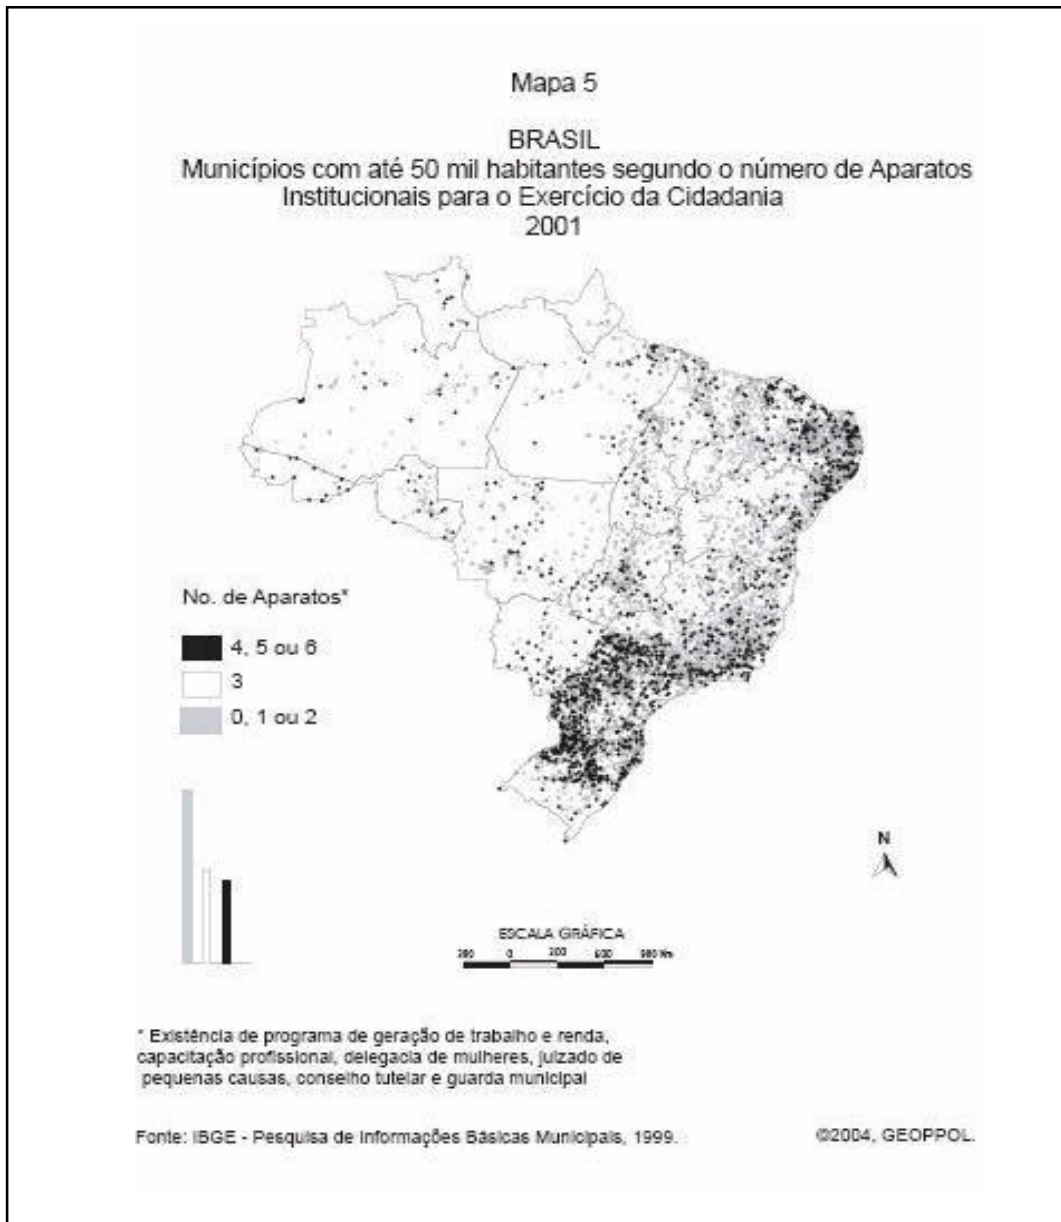 Mapa 5
BRASIL
Municípios com até 50 mil habitantes segundo o número de Aparatos
Institucionais para o Exercício da Cidadania
2001
No. de Aparatos*
4, 5 ou 6
3
0, 1 ou 2
N
ESCALA GRÁFICA
0
* Existência de programa de geração de trabalho e renda,
capacitação profissional, delegacia de mulheres, juizado de
pequenas causas, conselho tutelar e guarda municipal
Fonte: IBGE - Pesquisa de Informações Básicas Municipais, 1999.
©2004, GEOPPOL.